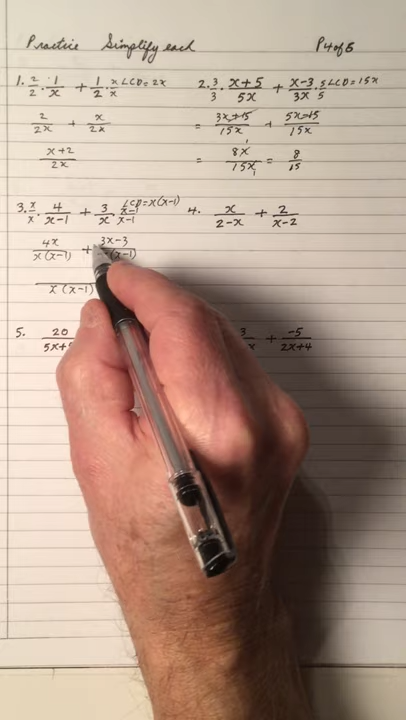 Practice Simplify each P4 of 6
1. 2/2 · 1/x + 1/2 · x/x LCD = 2x 2. 3/3 · x+5/5x + x-3/3x · 5/5 LCD = 15x
2/2x + x/2x = 3x+15/15x + 5x-15/15x
x+2/2x = 8x/15x = 8/15
3. x/x · 4/x-1 + 3/x · x-1/x-1 LCD = x(x-1) 4. x/2-x + 2/x-2
4x/x(x-1) + 3x-3/(x-1)
x(x-1)
5. 20/5x+ + -5/2x+4